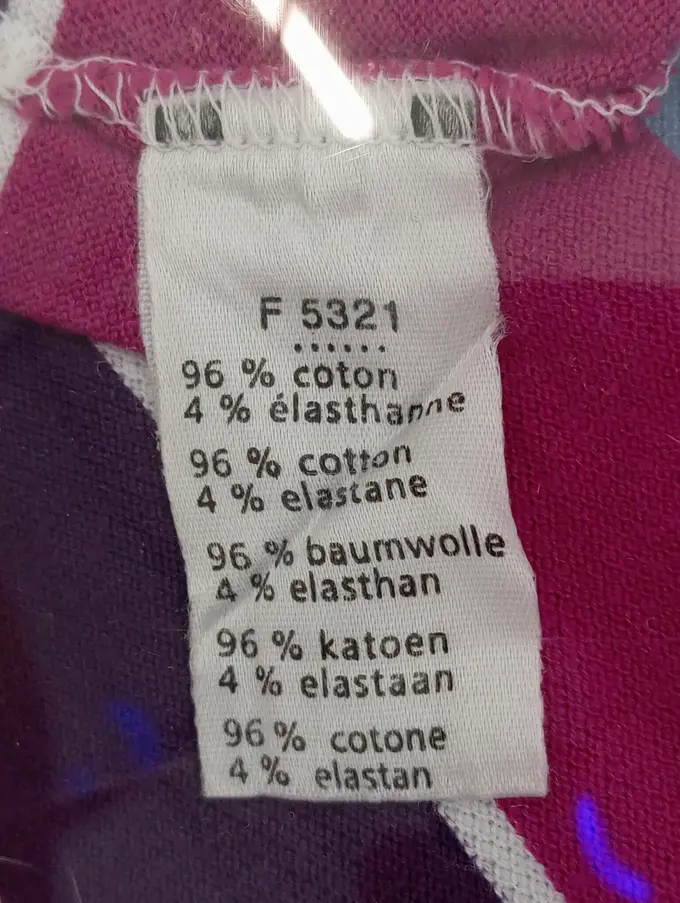 F 5321
......
96 % coton
4 % élasthanne
96 % cotton
4 % elastane
96 % baumwolle
4 % elasthan
96 % katoen
4 % elastaan
96 % cotone
4 % elastan